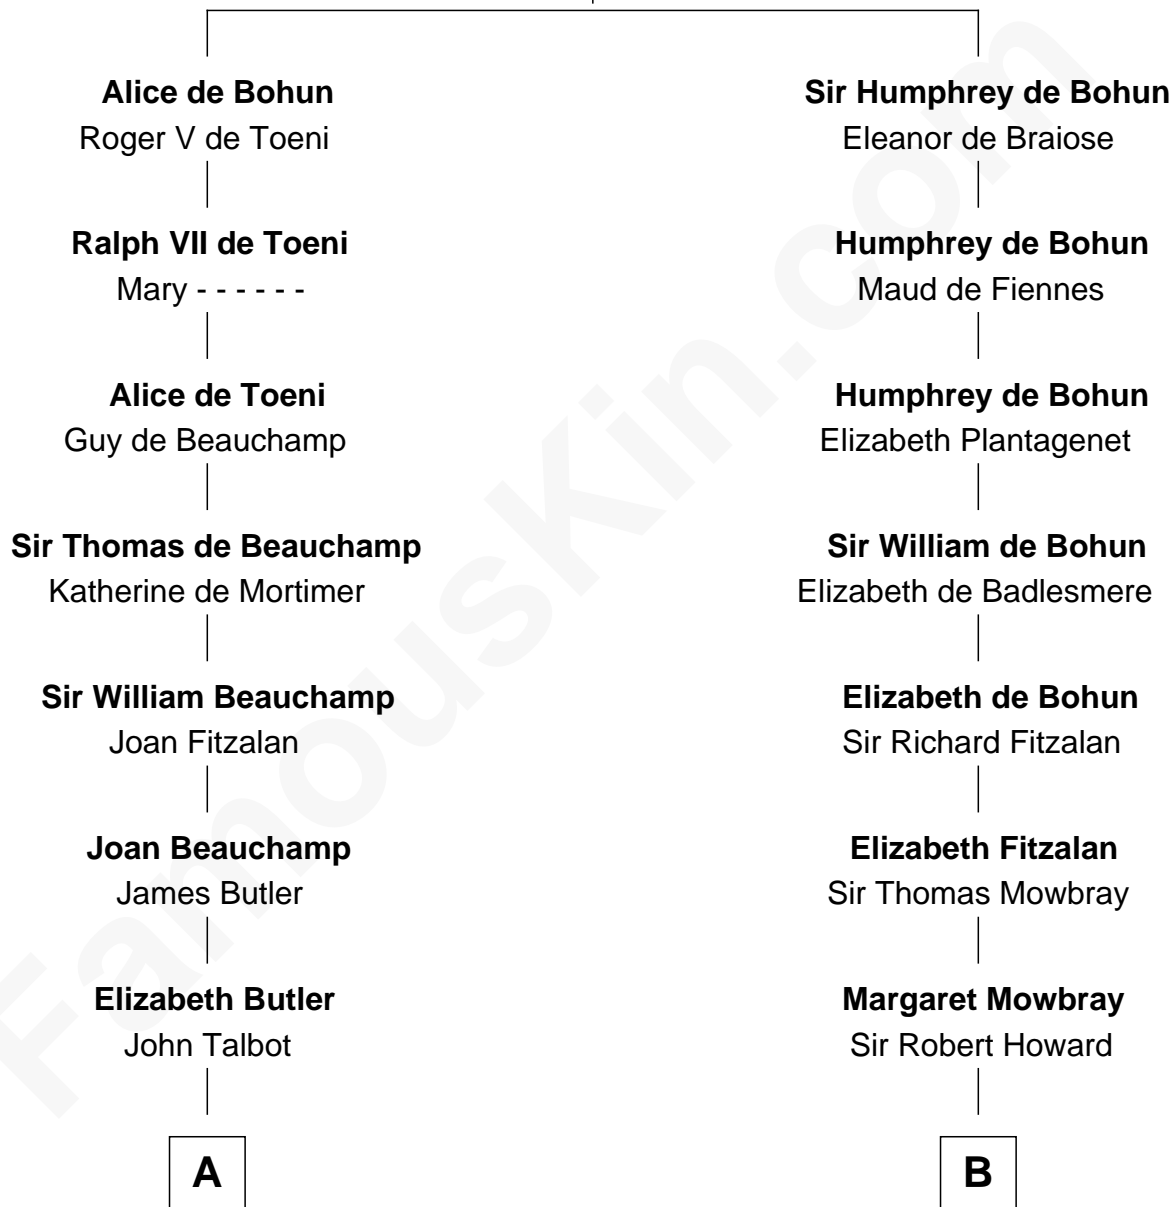 Alice de Bohun
Roger V de Toeni
Ralph VII de Toeni
Mary - - - - - -
Alice de Toeni
Guy de Beauchamp
Sir Thomas de Beauchamp
Katherine de Mortimer
Sir William Beauchamp
Joan Fitzalan
Joan Beauchamp
James Butler
Elizabeth Butler
John Talbot
A
Sir Humphrey de Bohun
Eleanor de Braiose
Humphrey de Bohun
Maud de Fiennes
Humphrey de Bohun
Elizabeth Plantagenet
Sir William de Bohun
Elizabeth de Badlesmere
Elizabeth de Bohun
Sir Richard Fitzalan
Elizabeth Fitzalan
Sir Thomas Mowbray
Margaret Mowbray
Sir Robert Howard
B
FamousKin.com